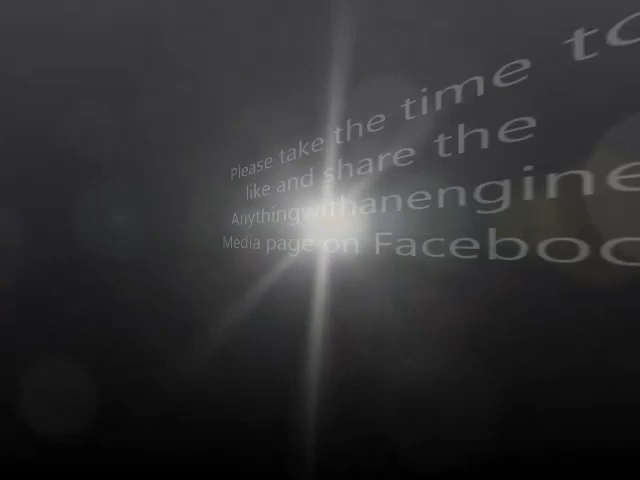 Please take the time to
like and share the
Anythingwithanengine
Media page on Faceboo